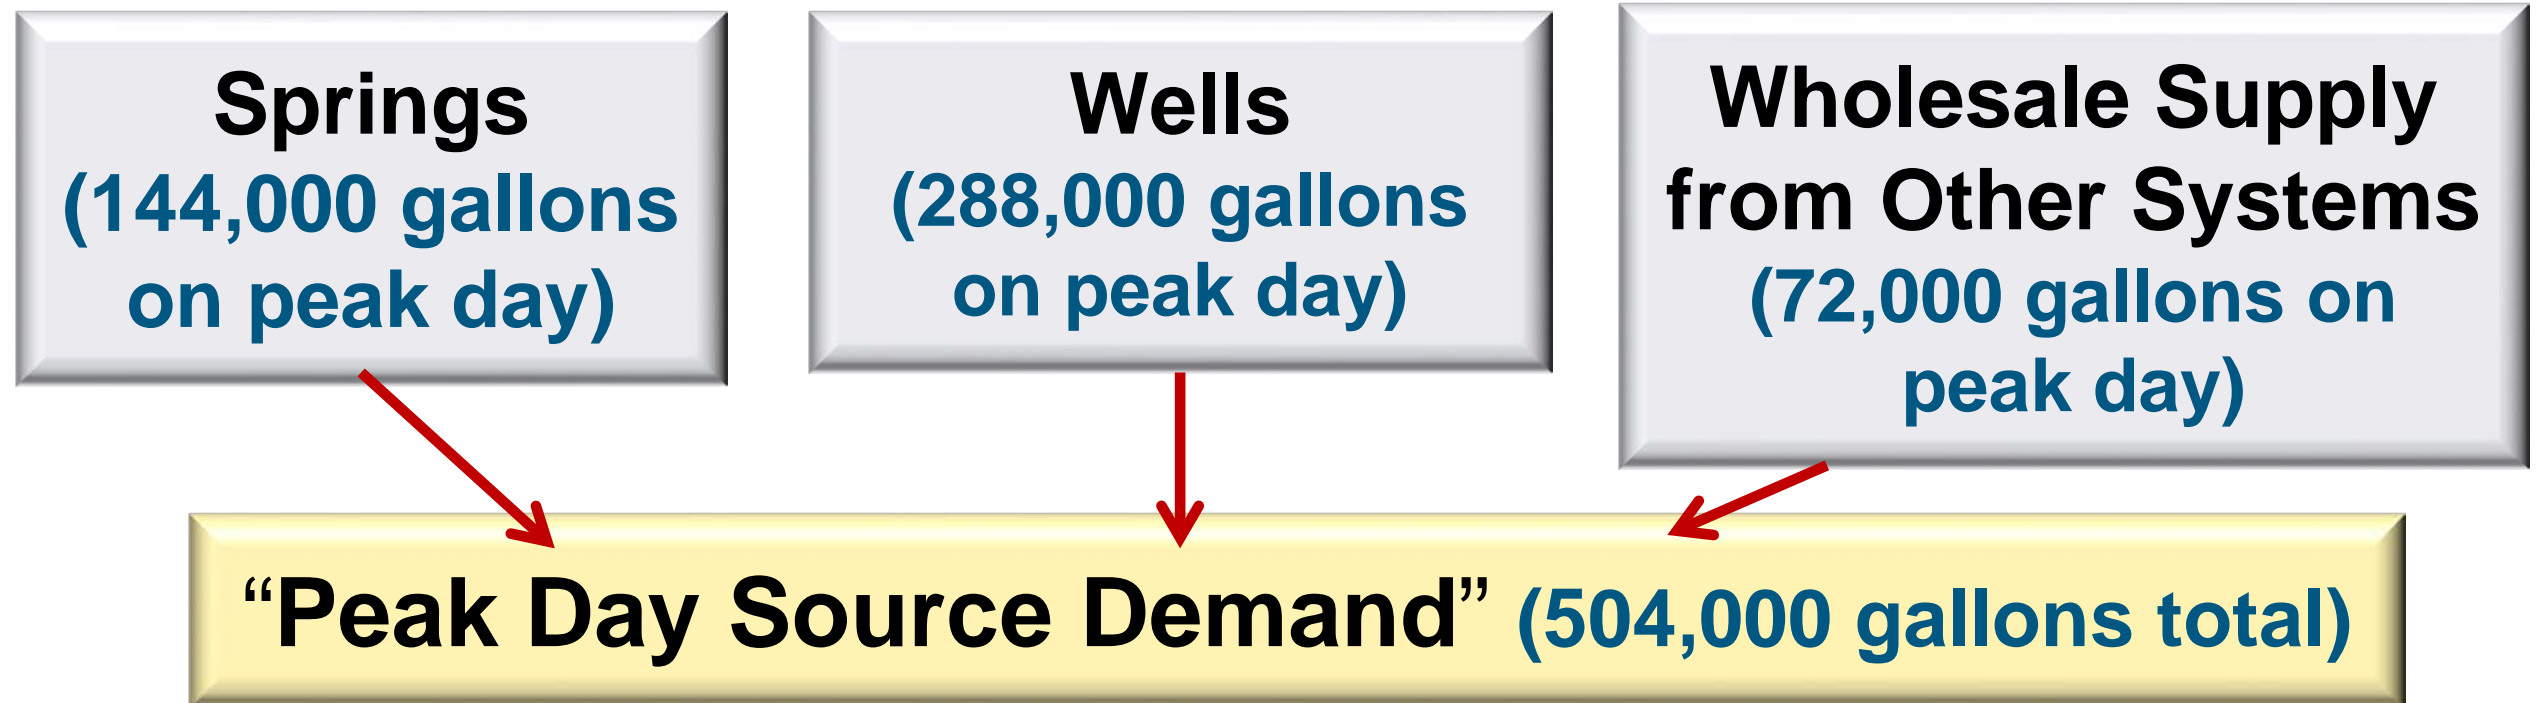 Springs
(144,000 gallons
on peak day)
Wells
(288,000 gallons
on peak day)
Wholesale Supply
from Other Systems
(72,000 gallons on
peak day)
“Peak Day Source Demand” (504,000 gallons total)